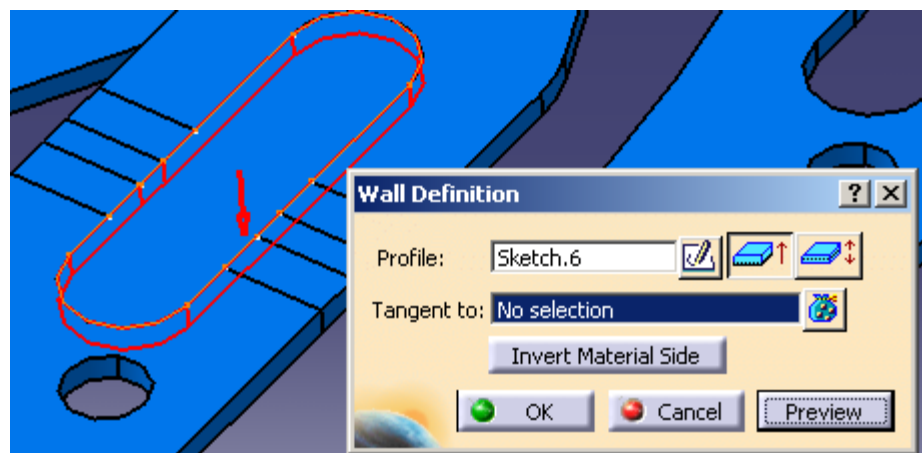 Wall Definition
Profile: Sketch.6
Tangent to: No selection
Invert Material Side
OK Cancel Preview